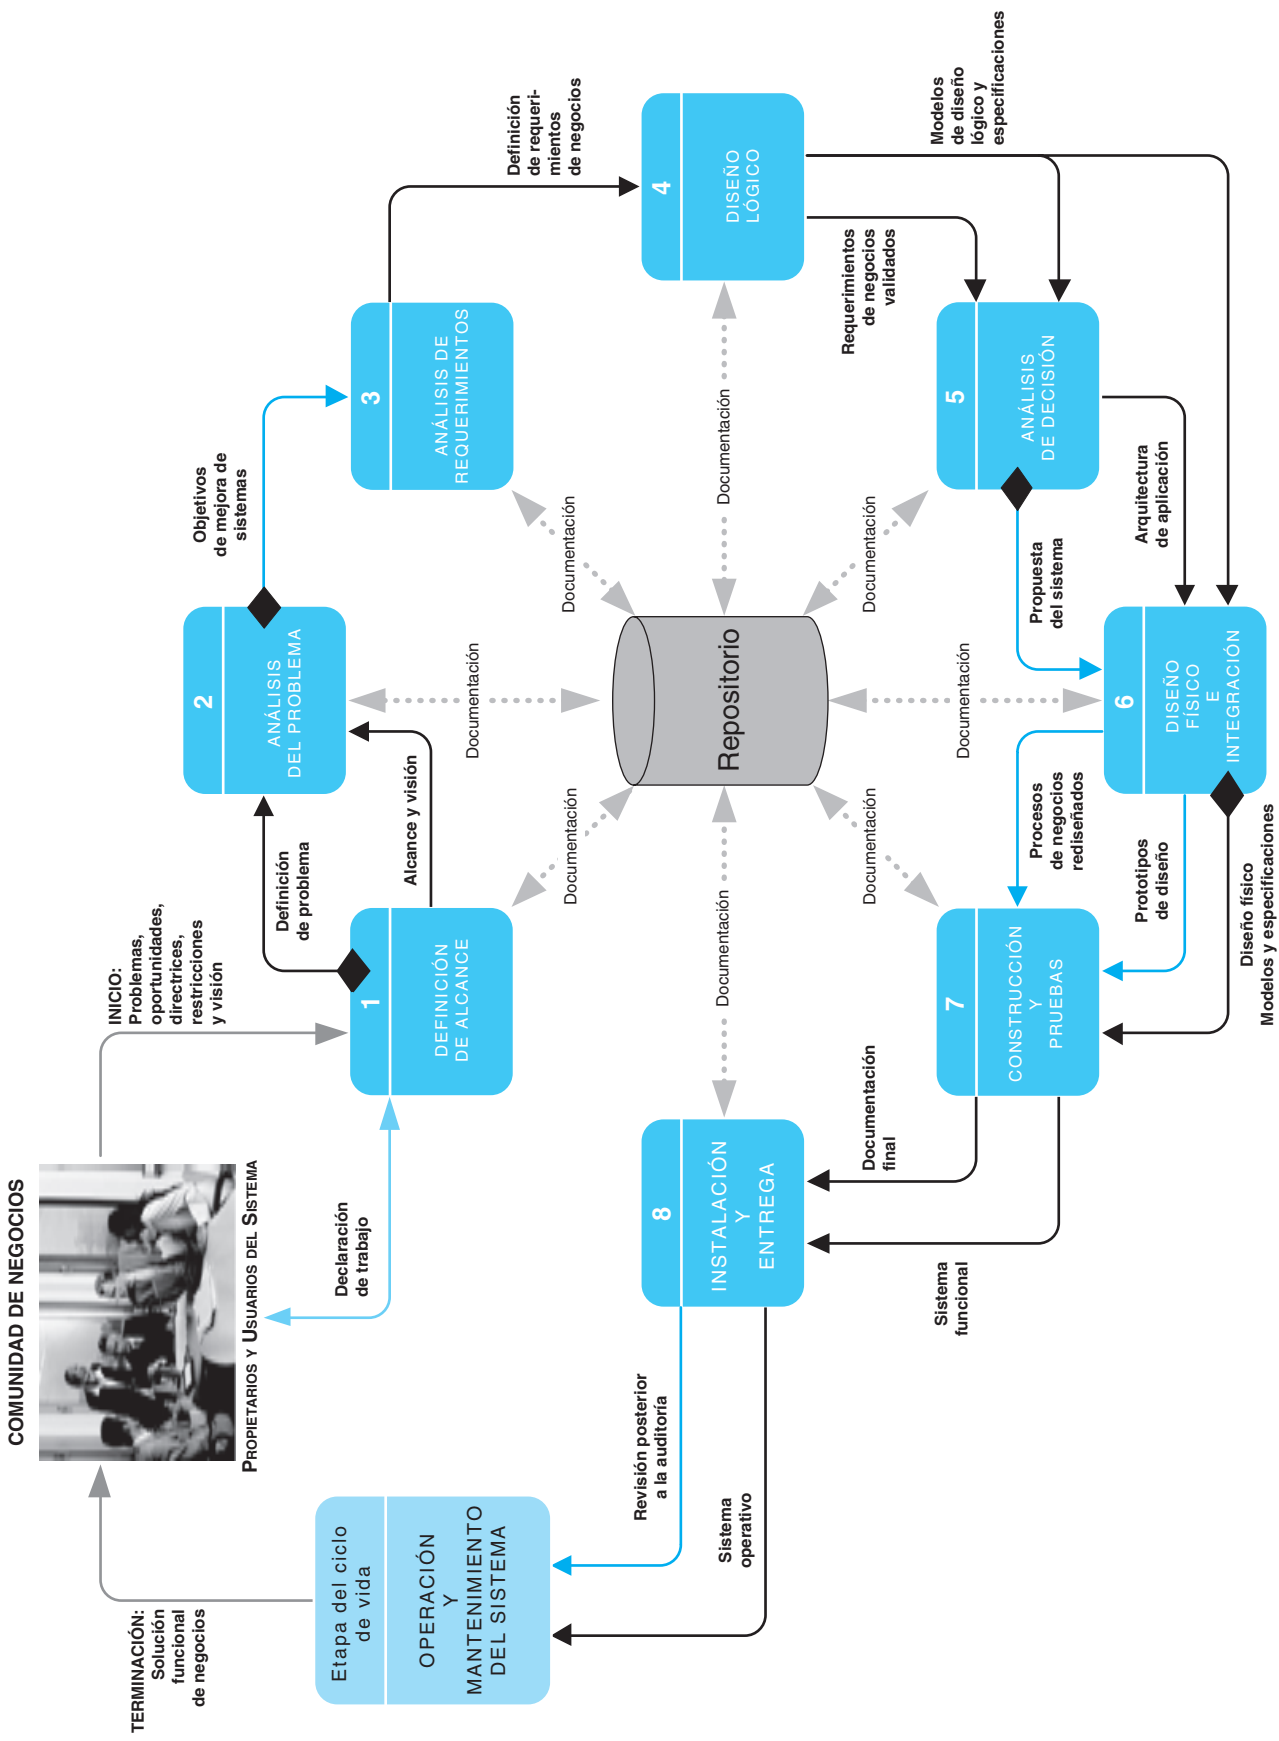 COMUNIDAD DE NEGOCIOS
PROPIETARIOS Y USUARIOS DEL SISTEMA
TERMINACIÓN:
Solución
funcional
de negocios
INICIO:
Problemas,
oportunidades,
directrices,
restricciones
y visión
Declaración
de trabajo
Etapa del ciclo
de vida
OPERACIÓN
Y
MANTENIMIENTO
DEL SISTEMA
1
DEFINICIÓN
DE ALCANCE
Definición
de problema
Alcance y visión
2
ANÁLISIS
DEL PROBLEMA
Objetivos
de mejora de
sistemas
3
ANÁLISIS DE
REQUERIMIENTOS
Definición
de requeri-
mientos
de negocios
4
DISEÑO
LÓGICO
Requerimientos
de negocios
validados
Modelos
de diseño
lógico y
especificaciones
5
ANÁLISIS
DE DECISIÓN
Propuesta
del sistema
Arquitectura
de aplicación
6
DISEÑO
FÍSICO
E
INTEGRACIÓN
Procesos
de negocios
rediseñados
Prototipos
de diseño
Diseño físico
Modelos y especificaciones
7
CONSTRUCCIÓN
Y
PRUEBAS
Documentación
final
Sistema
funcional
8
INSTALACIÓN
Y
ENTREGA
Revisión posterior
a la auditoría
Sistema
operativo
Repositorio
Documentación
Documentación
Documentación
Documentación
Documentación
Documentación
Documentación
Documentación